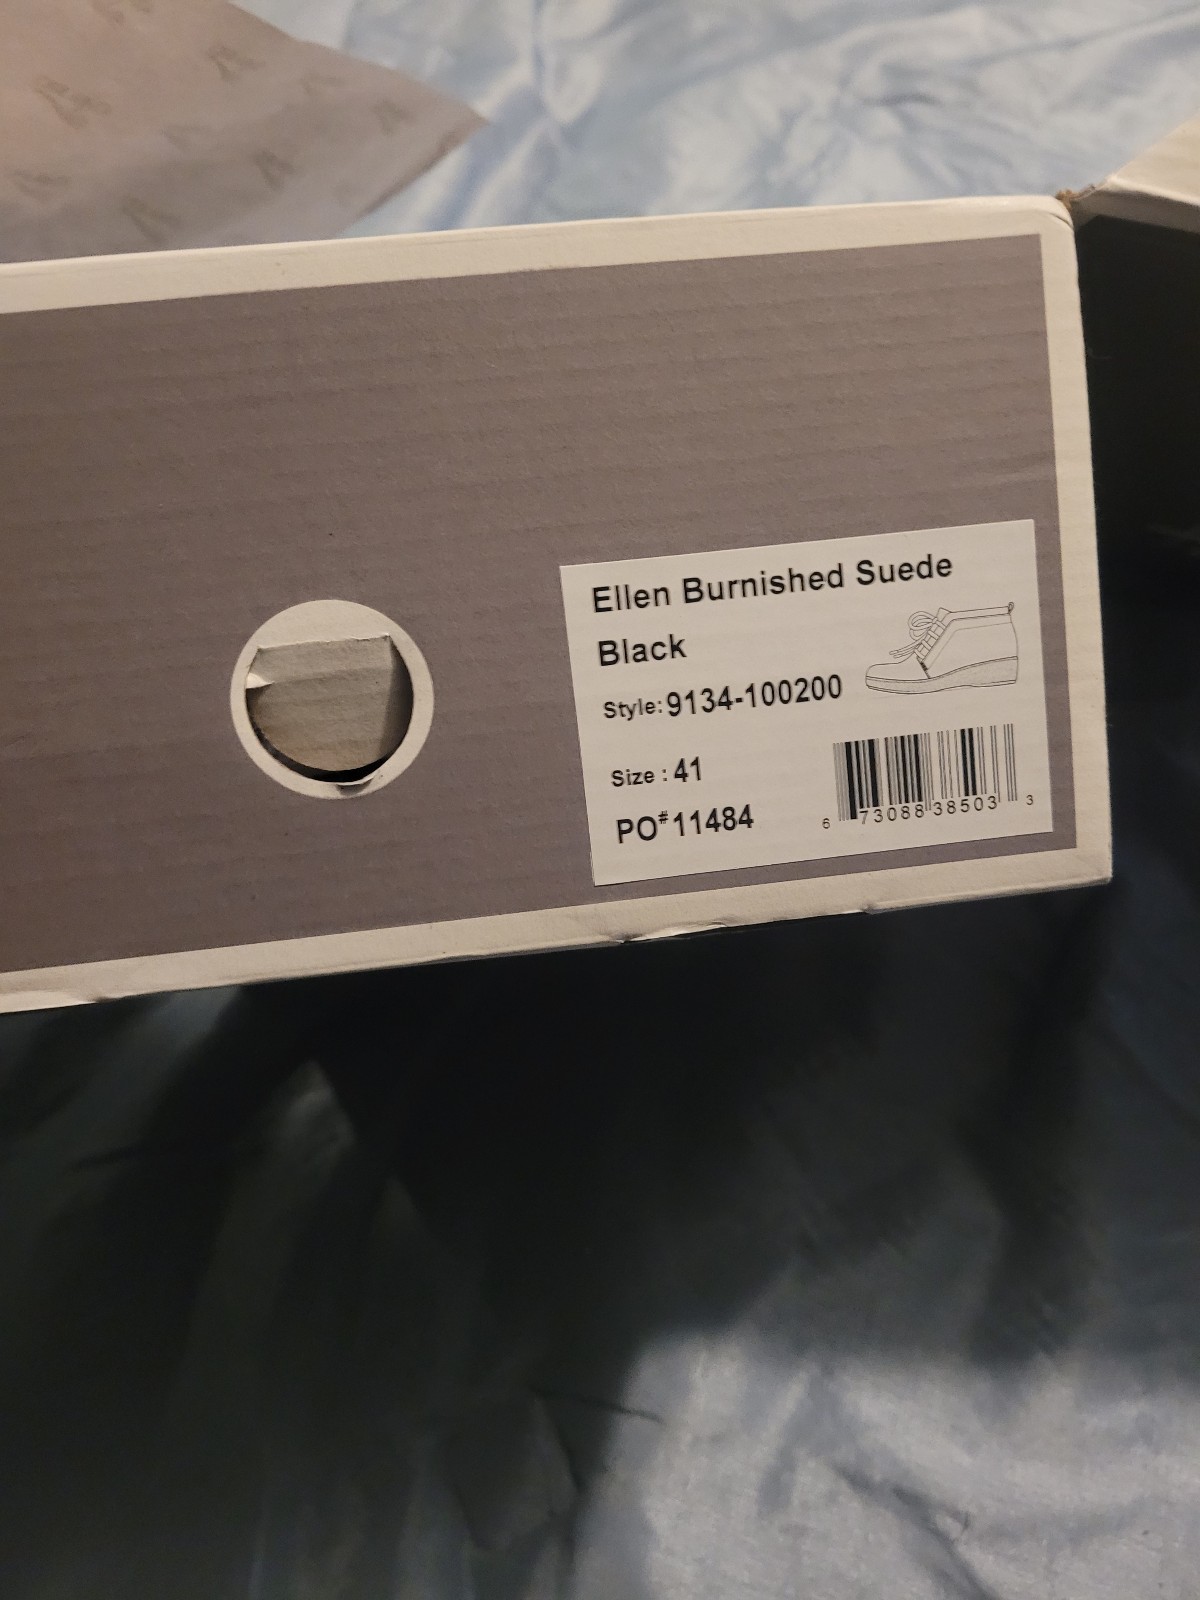 Ellen Burnished Suede
Black
Style: 9134-100200
Size : 41
PO#11484
6 73088 38503 3